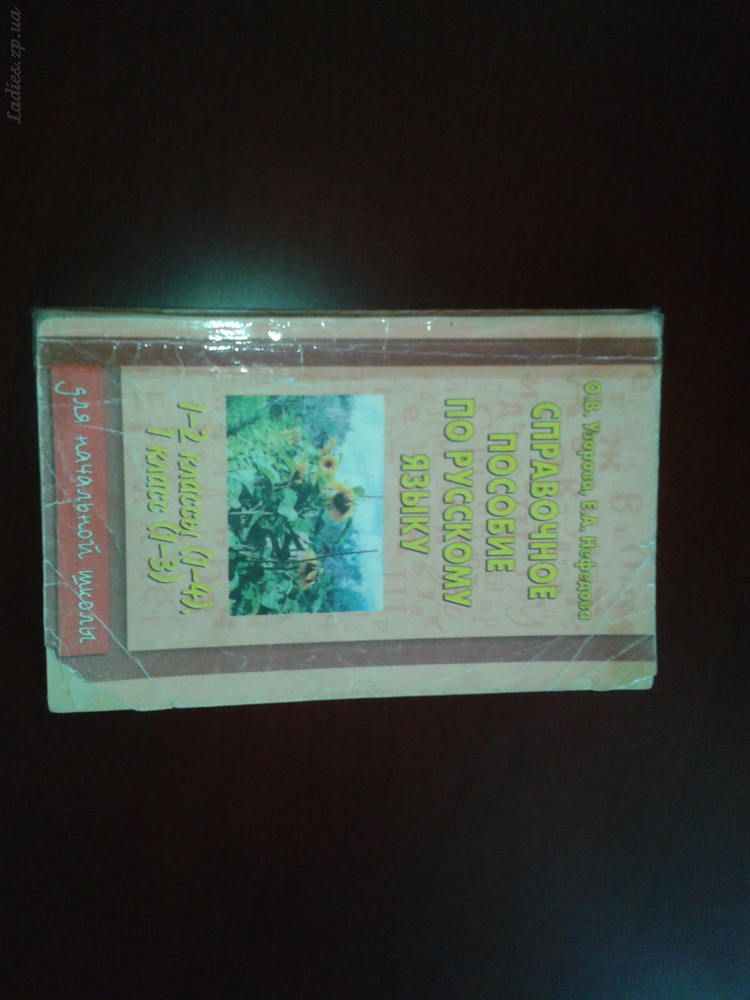 О.В. Узорова, Е.А. Нефёдова
СПРАВОЧНОЕ
ПОСОБИЕ
ПО РУССКОМУ
ЯЗЫКУ
1-2 классы (1-4),
1 класс (1-3)
для начальной школы
Ladies.zp.ua